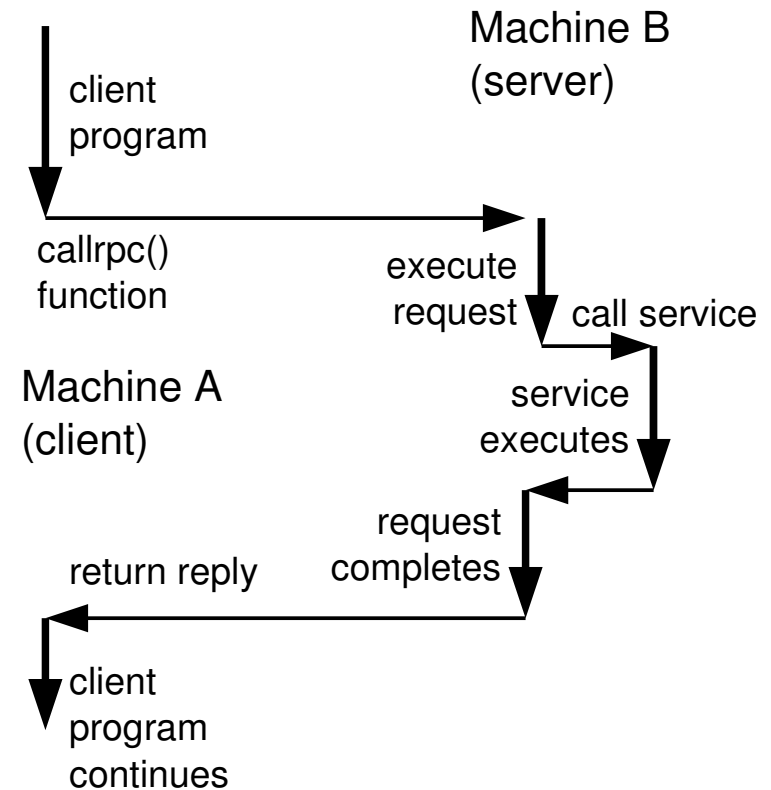 Machine B
(server)
client
program
callrpc()
function
execute
request
call service
Machine A
(client)
service
executes
request
completes
return reply
client
program
continues